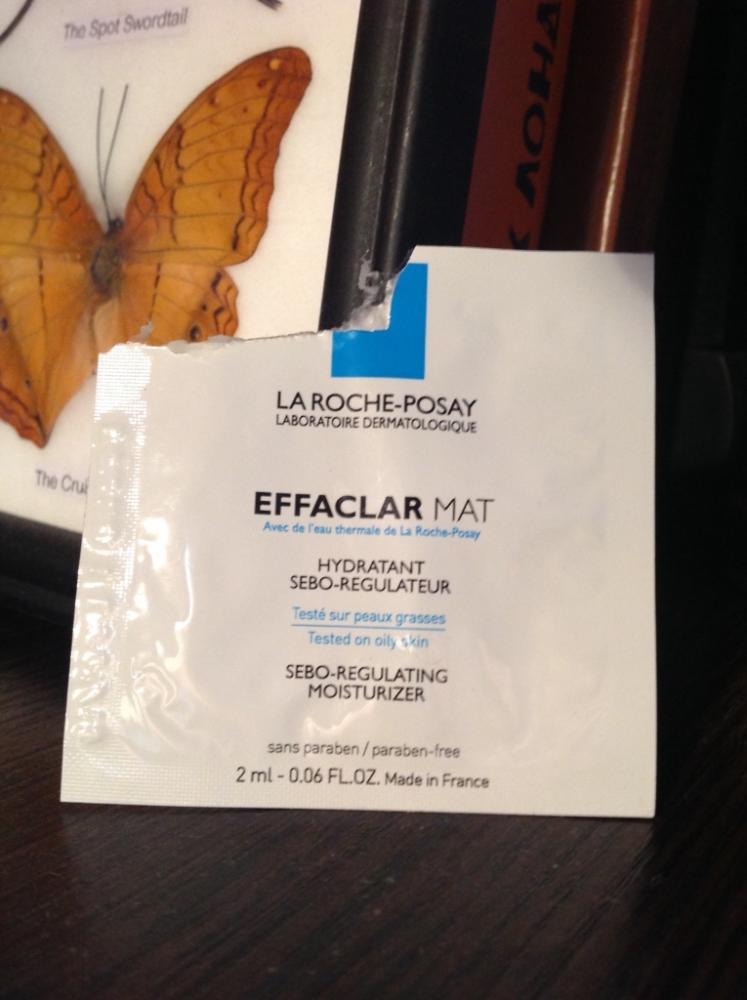 The Spot Swordtail
The
LA ROCHE-POSAY
LABORATOIRE DERMATOLOGIQUE
EFFACLAR MAT
Avec de l'eau thermale de La Roche-Posay
HYDRATANT
SEBO-REGULATEUR
Testé sur peaux grasses
Tested on oily skin
SEBO-REGULATING
MOISTURIZER
sans paraben / paraben-free
2 ml - 0.06 FL.OZ. Made in France